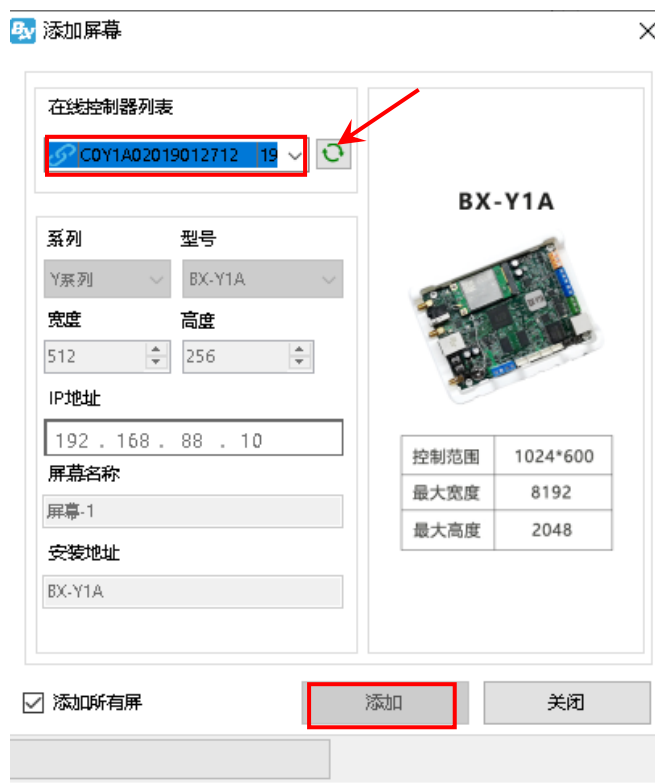 BX 添加屏幕
在线控制器列表
C0Y1A02019012712 19
系列 型号
Y系列 BX-Y1A
宽度 高度
512 256
IP地址
192 . 168 . 88 . 10
屏幕名称
屏幕-1
安装地址
BX-Y1A
BX-Y1A
控制范围 1024*600
最大宽度 8192
最大高度 2048
添加所有屏 添加 关闭